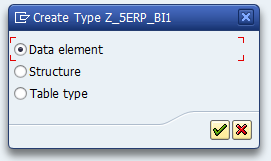 Create Type Z_5ERP_BI1
Data element
Structure
Table type